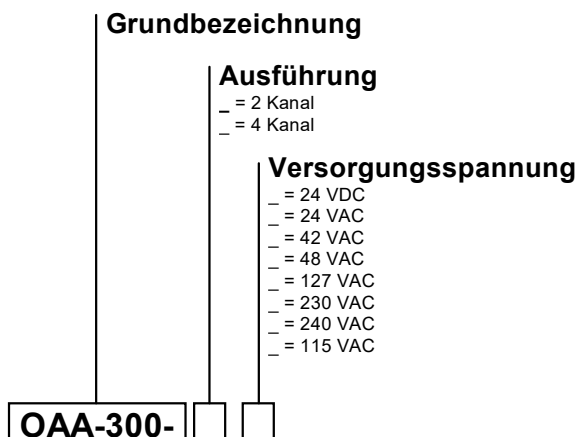 Grundbezeichnung
Ausführung
_ = 2 Kanal
_ = 4 Kanal
Versorgungsspannung
_ = 24 VDC
_ = 24 VAC
_ = 42 VAC
_ = 48 VAC
_ = 127 VAC
_ = 230 VAC
_ = 240 VAC
_ = 115 VAC
OAA-300-